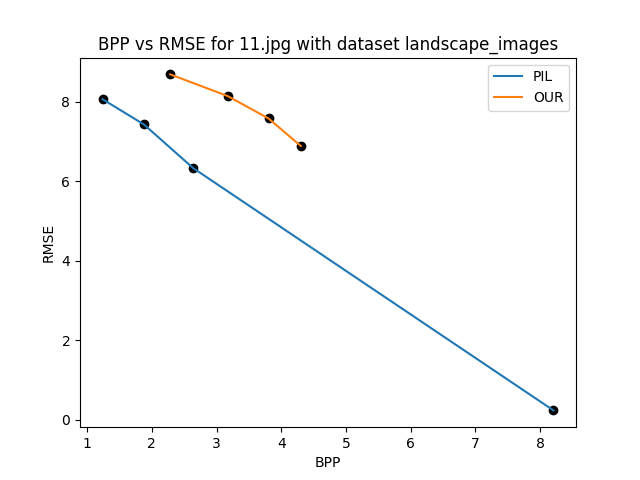 BPP vs RMSE for 11.jpg with dataset landscape_images
PIL
OUR
8
6
4
2
0
RMSE
1 2 3 4 5 6 7 8
BPP